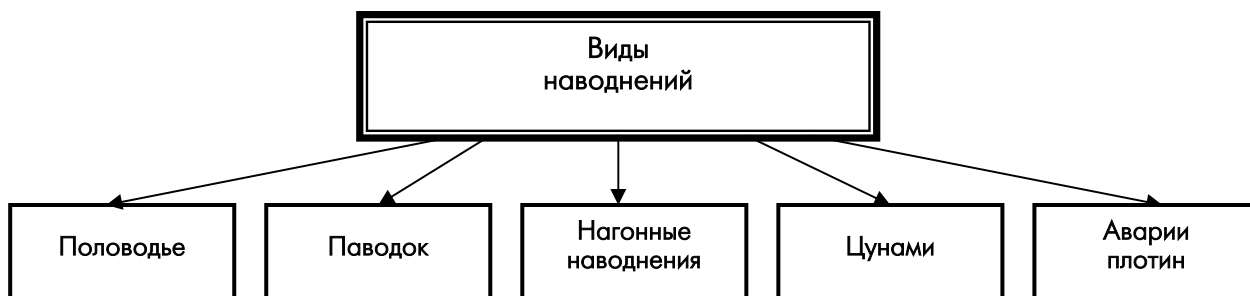 Виды
наводнений
Половодье
Паводок
Нагонные
наводнения
Цунами
Аварии
плотин